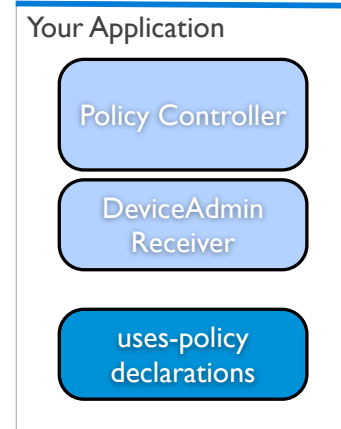 Your Application
Policy Controller
DeviceAdmin
Receiver
uses-policy
declarations